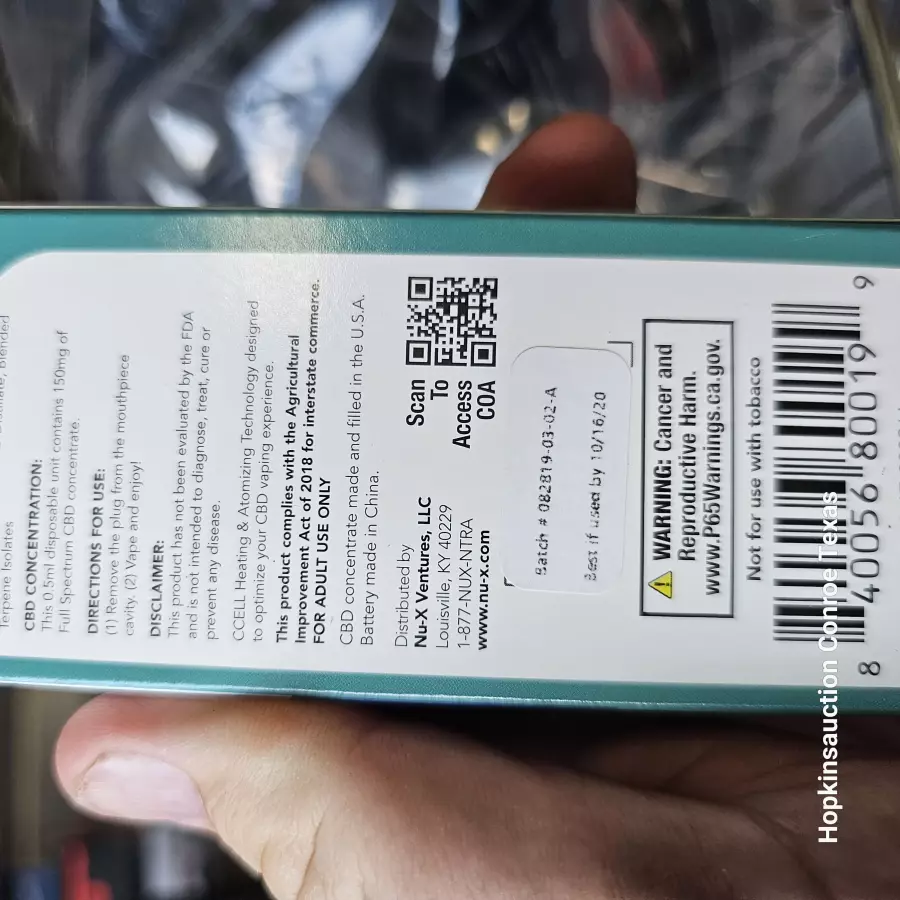 Terpene Isolates
CBD CONCENTRATION:
This 0.5ml disposable unit contains 150mg of
Full Spectrum CBD concentrate.
DIRECTIONS FOR USE:
(1) Remove the plug from the mouthpiece
cavity. (2) Vape and enjoy!
DISCLAIMER:
This product has not been evaluated by the FDA
and is not intended to diagnose, treat, cure or
prevent any disease.
CCELL Heating & Atomizing Technology designed
to optimize your CBD vaping experience.
This product complies with the Agricultural
Improvement Act of 2018 for interstate commerce.
FOR ADULT USE ONLY
CBD concentrate made and filled in the U.S.A.
Battery made in China.
Distributed by
Nu-X Ventures, LLC
Louisville, KY 40229
1-877-NUX-NTRA
www.nu-x.com
Scan
To
Access
COA
Batch # 082819-03-02-A
Best if used by 10/16/20
WARNING: Cancer and
Reproductive Harm.
www.P65Warnings.ca.gov.
Not for use with tobacco
8 40056 80019 9
Hopkinsauction Conroe Texas